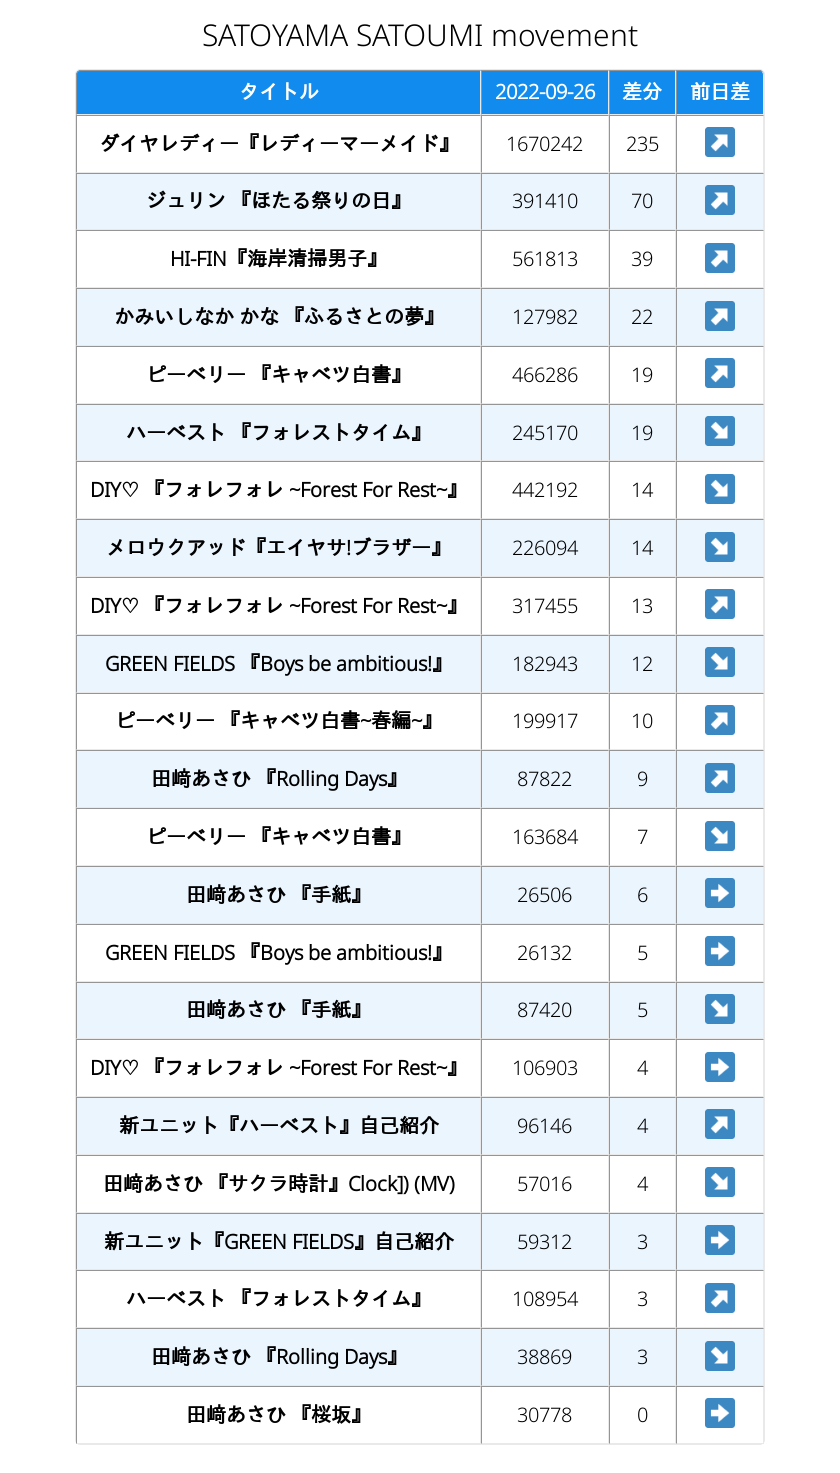 SATOYAMA SATOUMI movement
タイトル 2022-09-26 差分 前日差
ダイヤレディー『レディーマーメイド』 1670242 235 ↗
ジュリン 『ほたる祭りの日』 391410 70 ↗
HI-FIN『海岸清掃男子』 561813 39 ↗
かみいしなか かな 『ふるさとの夢』 127982 22 ↗
ピーベリー 『キャベツ白書』 466286 19 ↗
ハーベスト 『フォレストタイム』 245170 19 ↘
DIY♡ 『フォレフォレ ~Forest For Rest~』 442192 14 ↘
メロウクアッド『エイヤサ!ブラザー』 226094 14 ↘
DIY♡ 『フォレフォレ ~Forest For Rest~』 317455 13 ↗
GREEN FIELDS 『Boys be ambitious!』 182943 12 ↘
ピーベリー 『キャベツ白書~春編~』 199917 10 ↗
田﨑あさひ 『Rolling Days』 87822 9 ↗
ピーベリー 『キャベツ白書』 163684 7 ↘
田﨑あさひ 『手紙』 26506 6 ➡
GREEN FIELDS 『Boys be ambitious!』 26132 5 ➡
田﨑あさひ 『手紙』 87420 5 ↘
DIY♡ 『フォレフォレ ~Forest For Rest~』 106903 4 ➡
新ユニット『ハーベスト』自己紹介 96146 4 ↗
田﨑あさひ 『サクラ時計』Clock]) (MV) 57016 4 ↘
新ユニット『GREEN FIELDS』自己紹介 59312 3 ➡
ハーベスト 『フォレストタイム』 108954 3 ↗
田﨑あさひ 『Rolling Days』 38869 3 ↘
田﨑あさひ 『桜坂』 30778 0 ➡